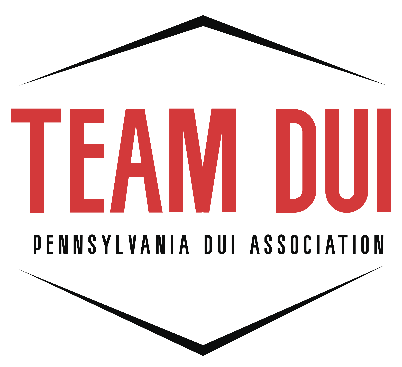 TEAM DUI
PENNSYLVANIA DUI ASSOCIATION